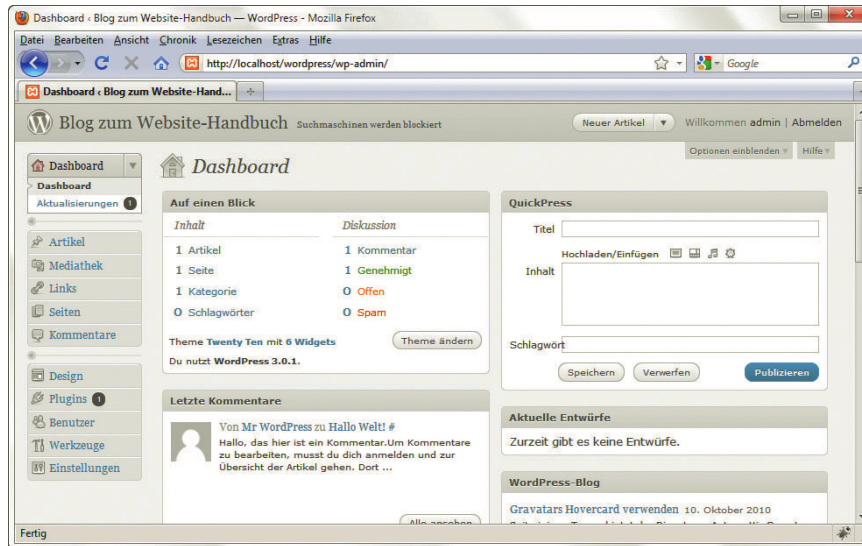 Dashboard ‹ Blog zum Website-Handbuch — WordPress - Mozilla Firefox
Datei Bearbeiten Ansicht Chronik Lesezeichen Extras Hilfe
http://localhost/wordpress/wp-admin/
Google
Dashboard ‹ Blog zum Website-Hand...
Blog zum Website-Handbuch Suchmaschinen werden blockiert
Neuer Artikel
Willkommen admin | Abmelden
Optionen einblenden
Hilfe
Dashboard
Dashboard
Aktualisierungen 1
Artikel
Mediathek
Links
Seiten
Kommentare
Design
Plugins 1
Benutzer
Werkzeuge
Einstellungen
Dashboard
Auf einen Blick
Inhalt Diskussion
1 Artikel 1 Kommentar
1 Seite 1 Genehmigt
1 Kategorie 0 Offen
0 Schlagwörter 0 Spam
Theme Twenty Ten mit 6 Widgets
Theme ändern
Du nutzt WordPress 3.0.1.
Letzte Kommentare
Von Mr WordPress zu Hallo Welt! #
Hallo, das hier ist ein Kommentar.Um Kommentare
zu bearbeiten, musst du dich anmelden und zur
Übersicht der Artikel gehen. Dort ...
Alle ansehen
QuickPress
Titel
Hochladen/Einfügen
Inhalt
Schlagwört
Speichern Verwerfen Publizieren
Aktuelle Entwürfe
Zurzeit gibt es keine Entwürfe.
WordPress-Blog
Gravatars Hovercard verwenden 10. Oktober 2010
Fertig